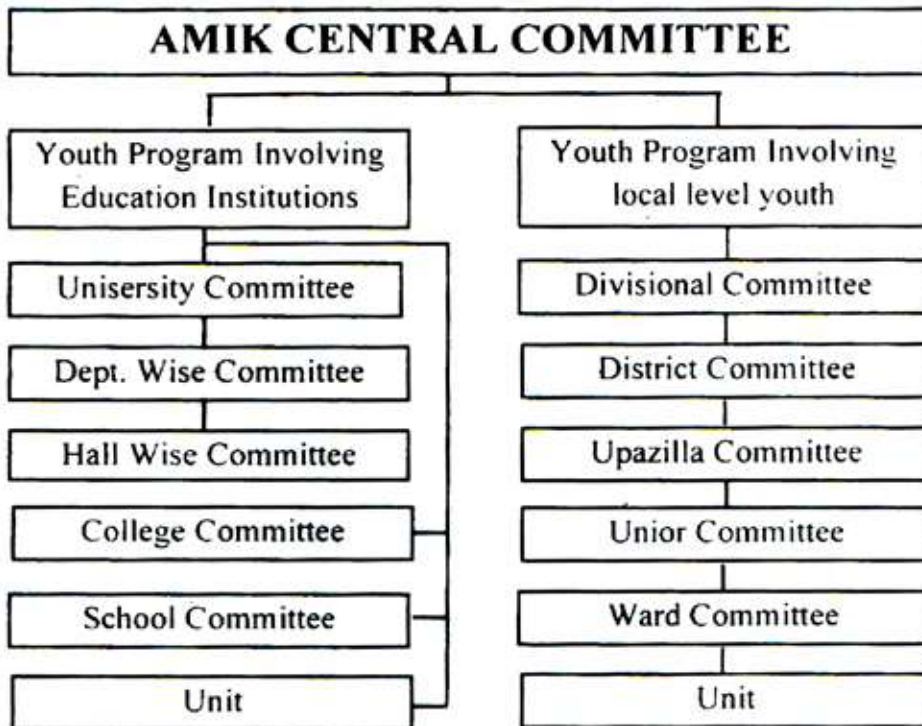 AMIK CENTRAL COMMITTEE
Youth Program Involving
Education Institutions
Unisersity Committee
Dept. Wise Committee
Hall Wise Committee
College Committee
School Committee
Unit
Youth Program Involving
local level youth
Divisional Committee
District Committee
Upazilla Committee
Unior Committee
Ward Committee
Unit